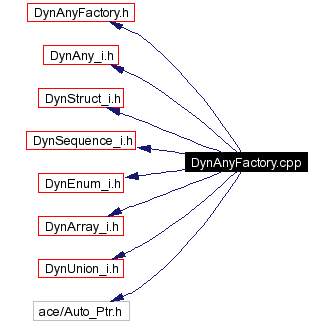 DynAnyFactory.h
DynAny_i.h
DynStruct_i.h
DynSequence_i.h
DynAnyFactory.cpp
DynEnum_i.h
DynArray_i.h
DynUnion_i.h
ace/Auto_Ptr.h